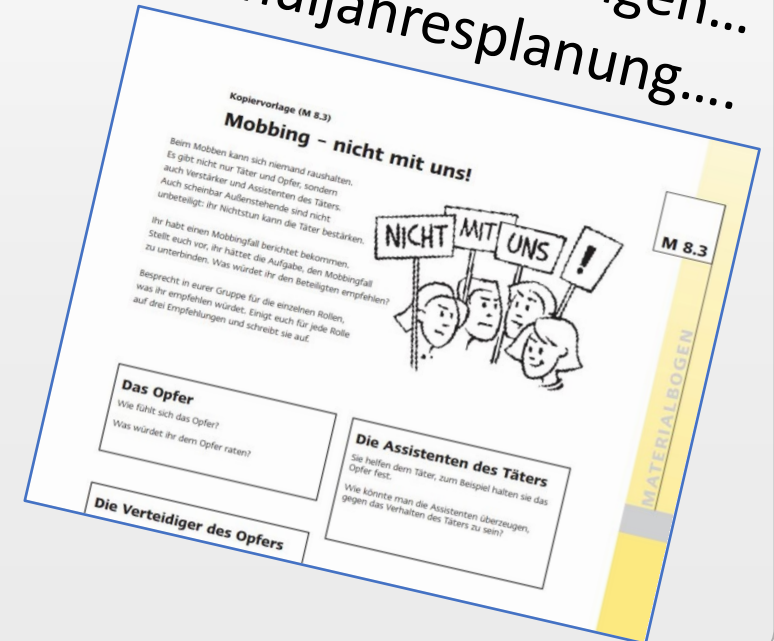 Kopiervorlage (M 8.3)
Mobbing – nicht mit uns!
Beim Mobben kann sich niemand raushalten.
Es gibt nicht nur Täter und Opfer, sondern
auch Verstärker und Assistenten des Täters.
Auch scheinbar Außenstehende sind nicht
unbeteiligt: ihr Nichtstun kann die Täter bestärken.
Ihr habt einen Mobbingfall berichtet bekommen.
Stellt euch vor, ihr hättet die Aufgabe, den Mobbingfall
zu unterbinden. Was würdet ihr den Beteiligten empfehlen?
Besprecht in eurer Gruppe für die einzelnen Rollen,
was ihr empfehlen würdet. Einigt euch für jede Rolle
auf drei Empfehlungen und schreibt sie auf.
NICHT MIT UNS !
M 8.3
MATERIALBOGEN
Das Opfer
Wie fühlt sich das Opfer?
Was würdet ihr dem Opfer raten?
Die Assistenten des Täters
Sie helfen dem Täter, zum Beispiel halten sie das
Opfer fest.
Wie könnte man die Assistenten überzeugen,
gegen das Verhalten des Täters zu sein?
Die Verteidiger des Opfers